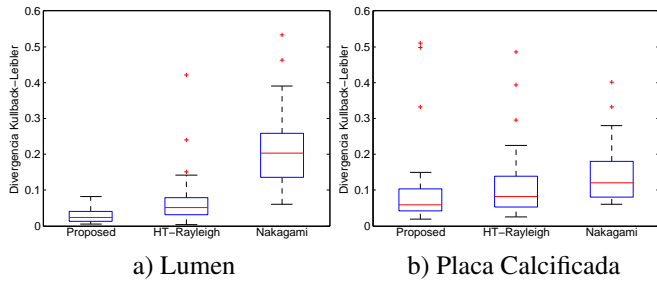 Divergencia Kullback−Leibler
0.6
0.5
0.4
0.3
0.2
0.1
0
Proposed HT−Rayleigh Nakagami
a) Lumen
Divergencia Kullback−Leibler
0.6
0.5
0.4
0.3
0.2
0.1
0
Proposed HT−Rayleigh Nakagami
b) Placa Calcificada